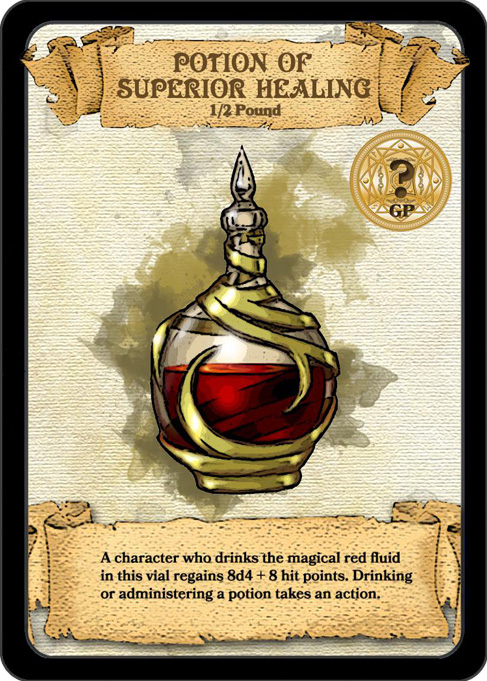 POTION OF
SUPERIOR HEALING
1/2 Pound
?
GP
A character who drinks the magical red fluid
in this vial regains 8d4 + 8 hit points. Drinking
or administering a potion takes an action.